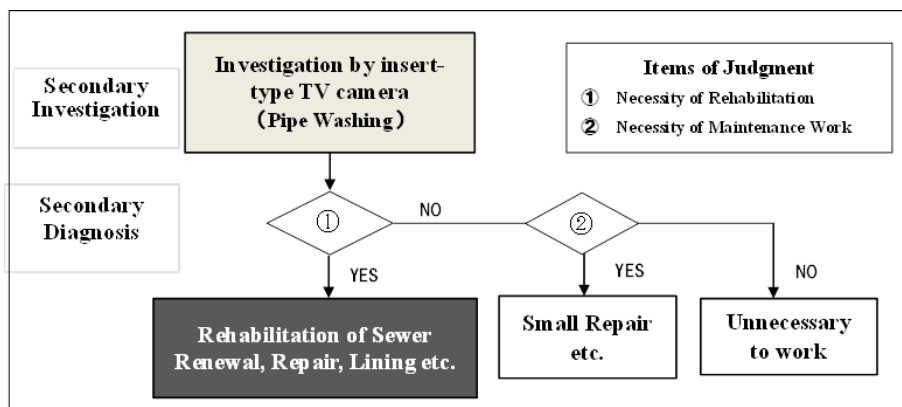 Secondary
Investigation
Investigation by insert-
type TV camera
（Pipe Washing）
Items of Judgment
① Necessity of Rehabilitation
② Necessity of Maintenance Work
Secondary
Diagnosis
①
NO
②
YES
YES
NO
Rehabilitation of Sewer
Renewal, Repair, Lining etc.
Small Repair
etc.
Unnecessary
to work